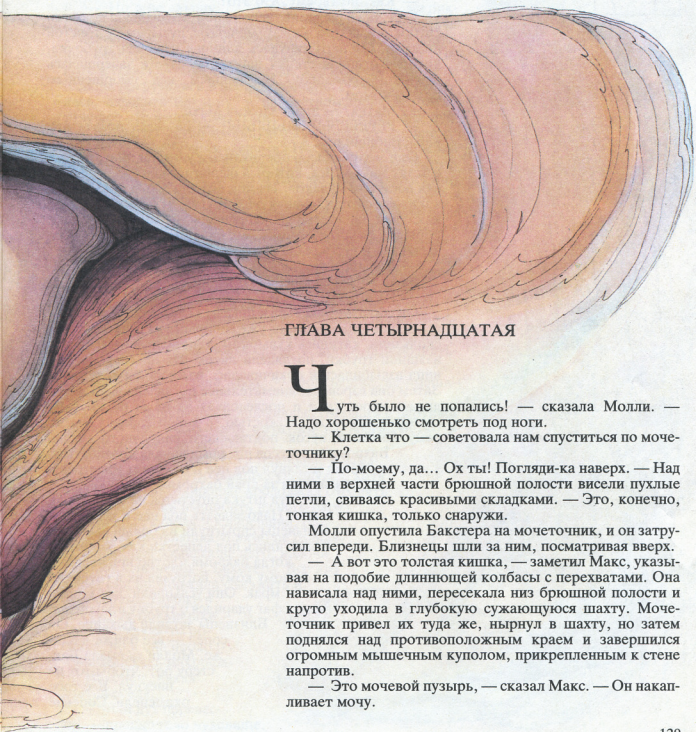 ГЛАВА ЧЕТЫРНАДЦАТАЯ
Чуть было не попались! — сказала Молли. —
Надо хорошенько смотреть под ноги.
— Клетка что — советовала нам спуститься по моче-
точнику?
— По-моему, да... Ох ты! Погляди-ка наверх. — Над
ними в верхней части брюшной полости висели пухлые
петли, свиваясь красивыми складками. — Это, конечно,
тонкая кишка, только снаружи.
Молли опустила Бакстера на мочеточник, и он затру-
сил впереди. Близнецы шли за ним, посматривая вверх.
— А вот это толстая кишка, — заметил Макс, указы-
вая на подобие длиннющей колбасы с перехватами. Она
нависала над ними, пересекала низ брюшной полости и
круто уходила в глубокую сужающуюся шахту. Моче-
точник привел их туда же, нырнул в шахту, но затем
поднялся над противоположным краем и завершился
огромным мышечным куполом, прикрепленным к стене
напротив.
— Это мочевой пузырь, — сказал Макс. — Он накап-
ливает мочу.